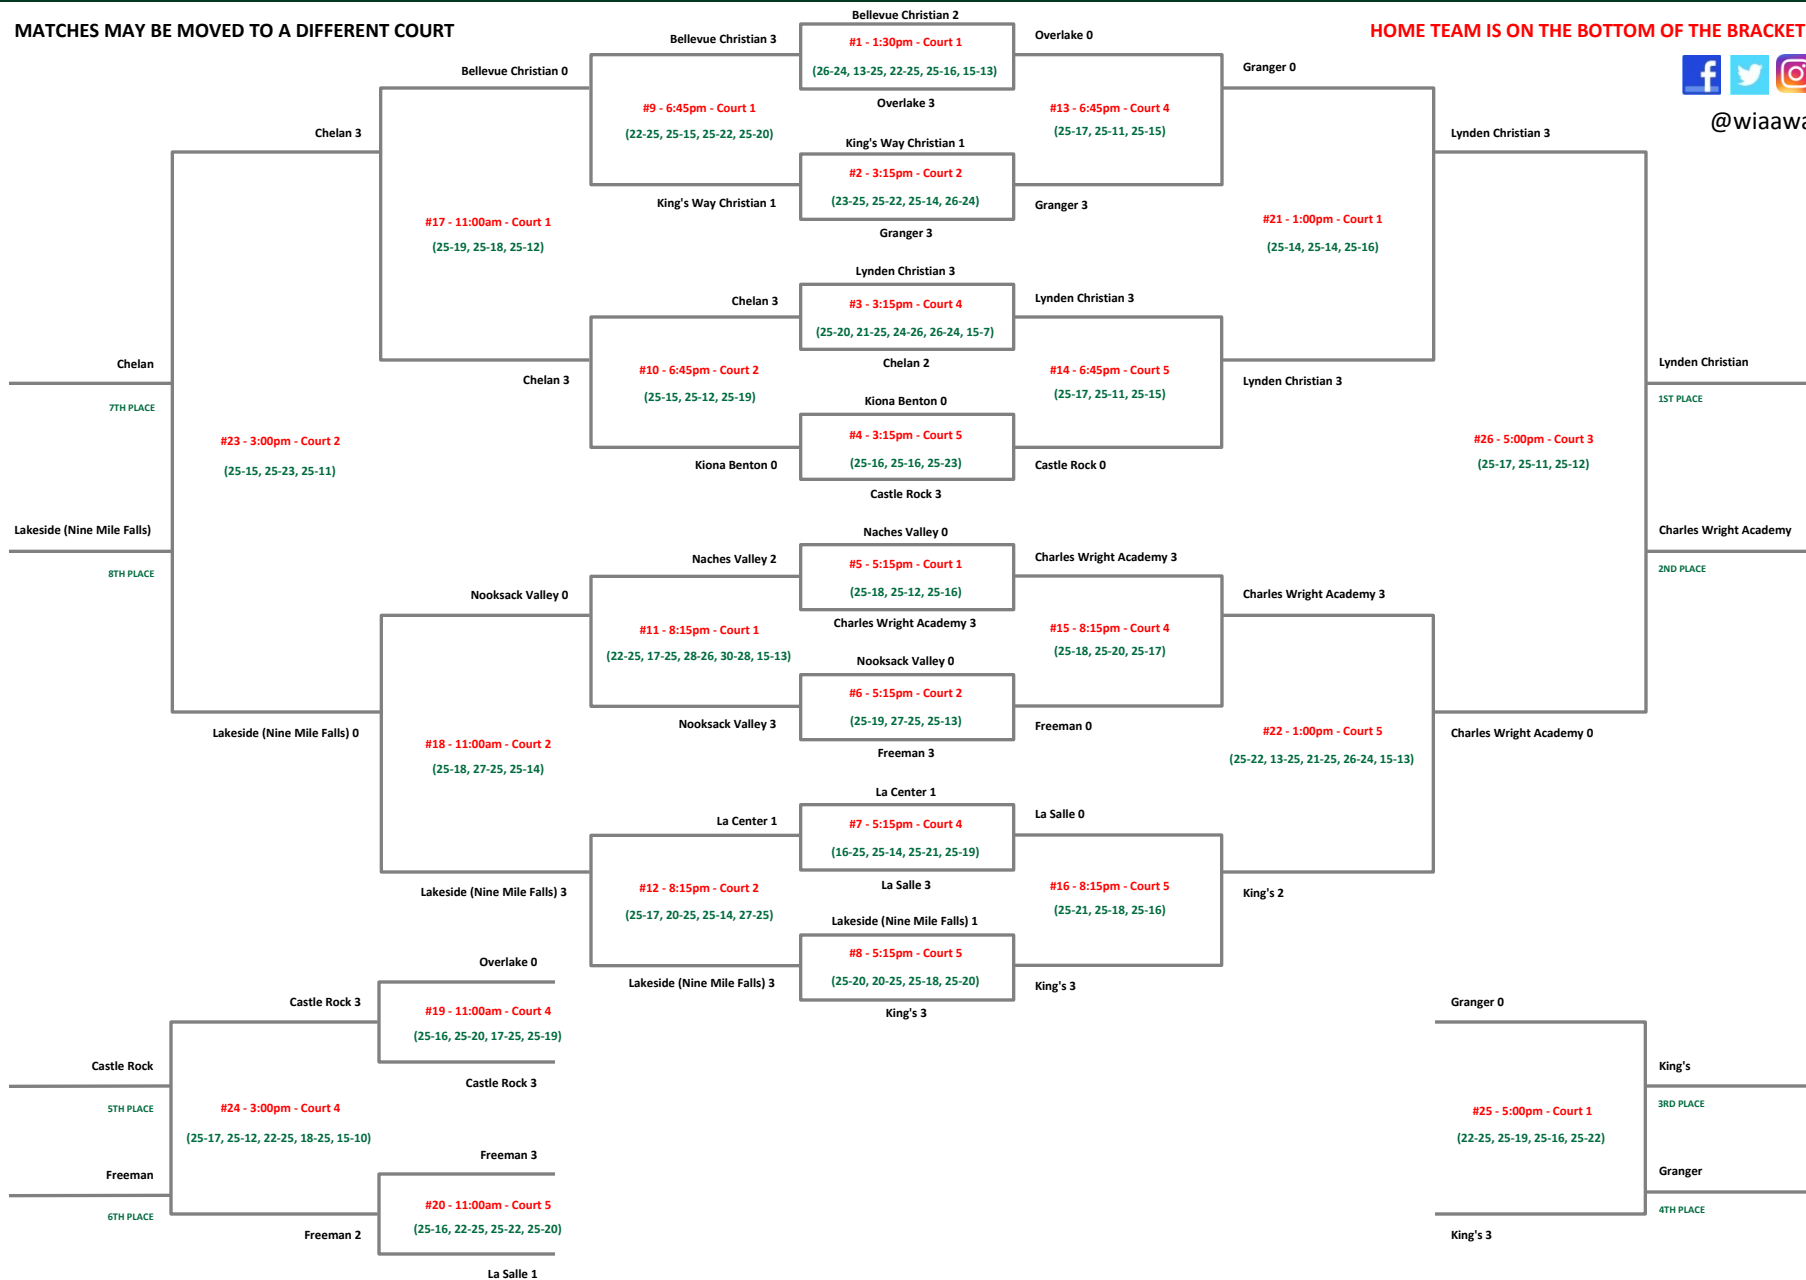 MATCHES MAY BE MOVED TO A DIFFERENT COURT
HOME TEAM IS ON THE BOTTOM OF THE BRACKET
@wiaawa
Bellevue Christian 2
#1 - 1:30pm - Court 1
(26-24, 13-25, 22-25, 25-16, 15-13)
Overlake 3
King's Way Christian 1
#2 - 3:15pm - Court 2
(23-25, 25-22, 25-14, 26-24)
Granger 3
Lynden Christian 3
#3 - 3:15pm - Court 4
(25-20, 21-25, 24-26, 26-24, 15-7)
Chelan 2
Kiona Benton 0
#4 - 3:15pm - Court 5
(25-16, 25-16, 25-23)
Castle Rock 3
Naches Valley 0
#5 - 5:15pm - Court 1
(25-18, 25-12, 25-16)
Charles Wright Academy 3
Nooksack Valley 0
#6 - 5:15pm - Court 2
(25-19, 27-25, 25-13)
Freeman 3
La Center 1
#7 - 5:15pm - Court 4
(16-25, 25-14, 25-21, 25-19)
La Salle 3
Lakeside (Nine Mile Falls) 1
#8 - 5:15pm - Court 5
(25-20, 20-25, 25-18, 25-20)
King's 3
Bellevue Christian 3
#9 - 6:45pm - Court 1
(22-25, 25-15, 25-22, 25-20)
King's Way Christian 1
Chelan 3
#10 - 6:45pm - Court 2
(25-15, 25-12, 25-19)
Kiona Benton 0
Naches Valley 2
#11 - 8:15pm - Court 1
(22-25, 17-25, 28-26, 30-28, 15-13)
Nooksack Valley 3
La Center 1
#12 - 8:15pm - Court 2
(25-17, 20-25, 25-14, 27-25)
Lakeside (Nine Mile Falls) 3
Overlake 0
#13 - 6:45pm - Court 4
(25-17, 25-11, 25-15)
Granger 3
Lynden Christian 3
#14 - 6:45pm - Court 5
(25-17, 25-11, 25-15)
Castle Rock 0
Charles Wright Academy 3
#15 - 8:15pm - Court 4
(25-18, 25-20, 25-17)
Freeman 0
La Salle 0
#16 - 8:15pm - Court 5
(25-21, 25-18, 25-16)
King's 3
Bellevue Christian 0
#17 - 11:00am - Court 1
(25-19, 25-18, 25-12)
Chelan 3
Nooksack Valley 0
#18 - 11:00am - Court 2
(25-18, 27-25, 25-14)
Lakeside (Nine Mile Falls) 3
Overlake 0
#19 - 11:00am - Court 4
(25-16, 25-20, 17-25, 25-19)
Castle Rock 3
Freeman 3
#20 - 11:00am - Court 5
(25-16, 22-25, 25-22, 25-20)
La Salle 1
Granger 0
#21 - 1:00pm - Court 1
(25-14, 25-14, 25-16)
Lynden Christian 3
Charles Wright Academy 3
#22 - 1:00pm - Court 5
(25-22, 13-25, 21-25, 26-24, 15-13)
King's 2
Chelan 3
#23 - 3:00pm - Court 2
(25-15, 25-23, 25-11)
Lakeside (Nine Mile Falls) 0
Chelan
7TH PLACE
Lakeside (Nine Mile Falls)
8TH PLACE
Castle Rock 3
#24 - 3:00pm - Court 4
(25-17, 25-12, 22-25, 18-25, 15-10)
Freeman 2
Castle Rock
5TH PLACE
Freeman
6TH PLACE
Granger 0
#25 - 5:00pm - Court 1
(22-25, 25-19, 25-16, 25-22)
King's 3
King's
3RD PLACE
Granger
4TH PLACE
Lynden Christian 3
#26 - 5:00pm - Court 3
(25-17, 25-11, 25-12)
Charles Wright Academy 0
Lynden Christian
1ST PLACE
Charles Wright Academy
2ND PLACE